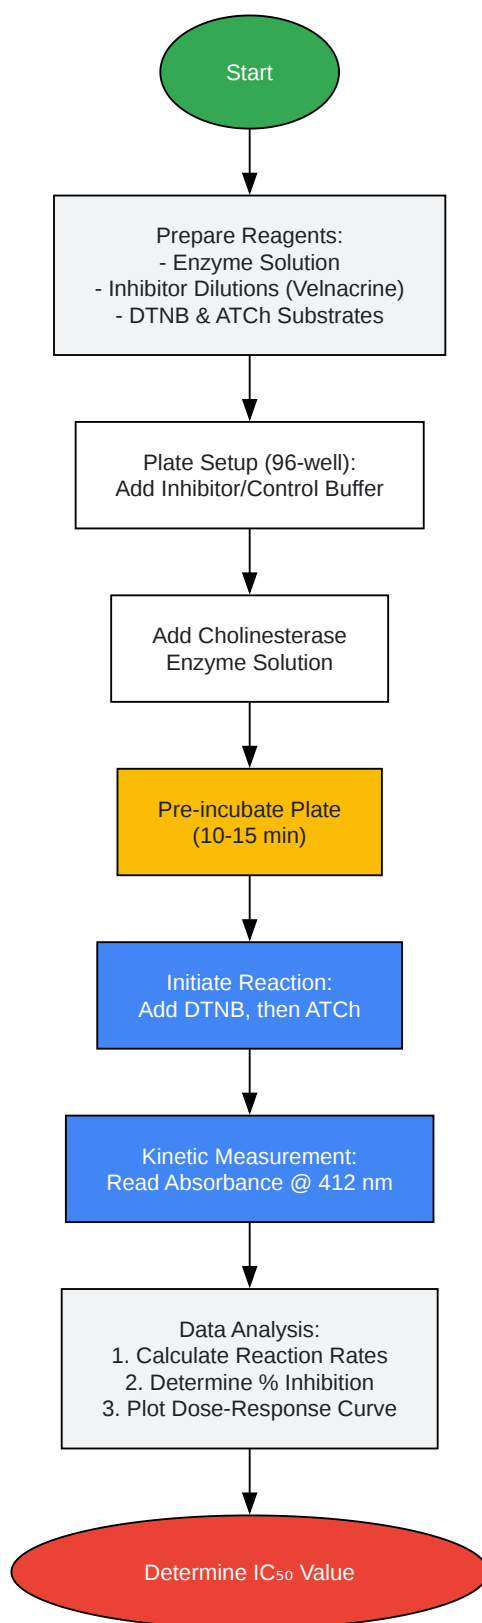 Start
Prepare Reagents:
- Enzyme Solution
- Inhibitor Dilutions (Velnacrine)
- DTNB & ATCh Substrates
Plate Setup (96-well):
Add Inhibitor/Control Buffer
Add Cholinesterase
Enzyme Solution
Pre-incubate Plate
(10-15 min)
Initiate Reaction:
Add DTNB, then ATCh
Kinetic Measurement:
Read Absorbance @ 412 nm
Data Analysis:
1. Calculate Reaction Rates
2. Determine % Inhibition
3. Plot Dose-Response Curve
Determine IC₅₀ Value